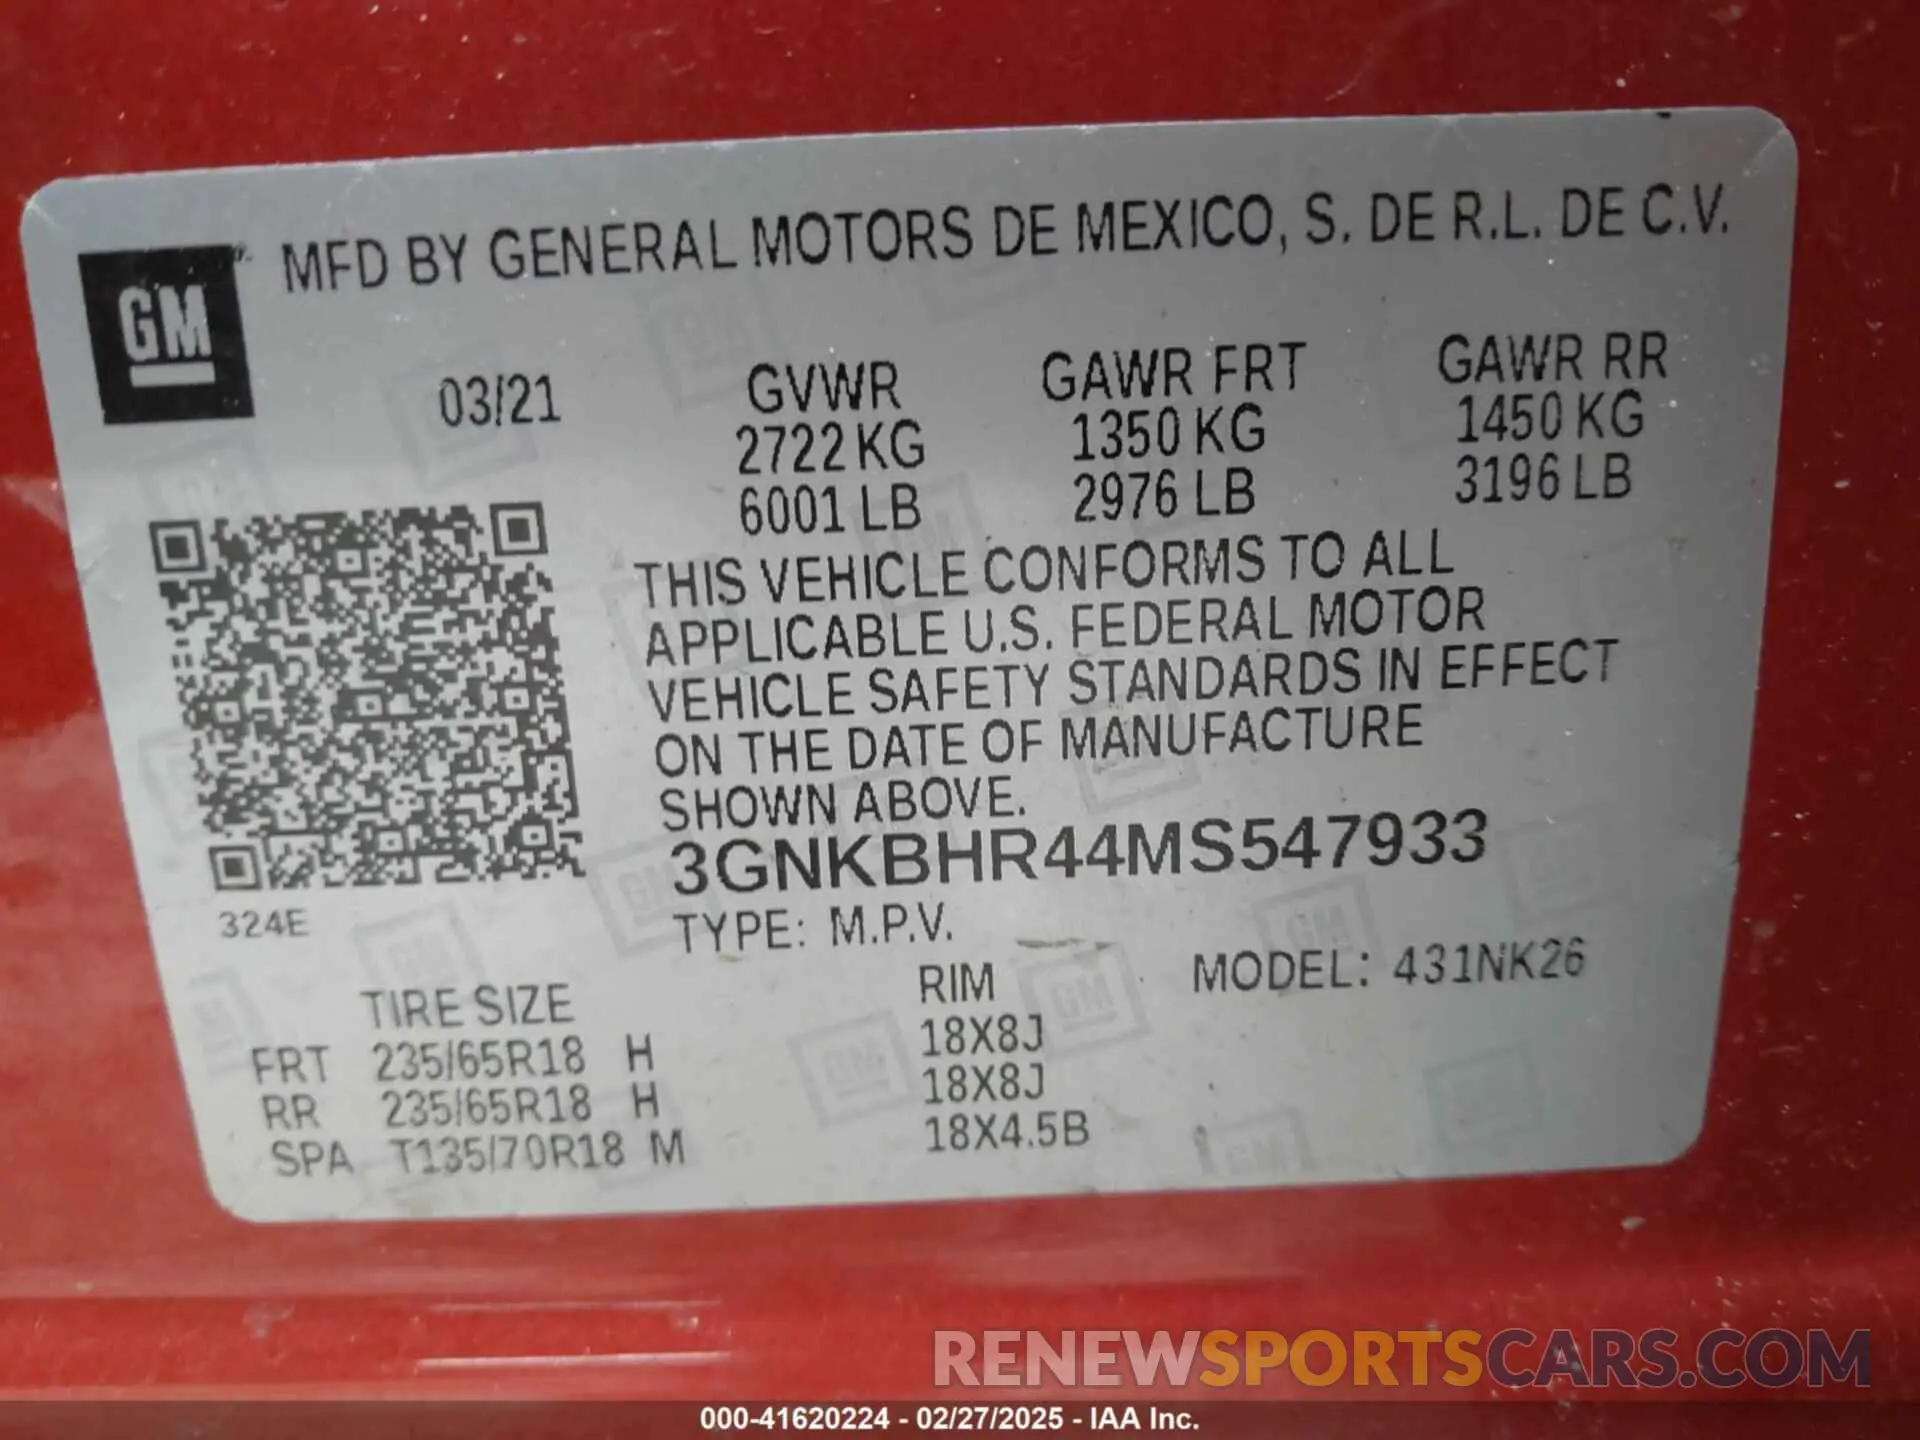 MFD BY GENERAL MOTORS DE MEXICO, S. DE R.L. DE C.V.
GM
03/21
GVWR
2722 KG
6001 LB
GAWR FRT
1350 KG
2976 LB
GAWR RR
1450 KG
3196 LB
THIS VEHICLE CONFORMS TO ALL
APPLICABLE U.S. FEDERAL MOTOR
VEHICLE SAFETY STANDARDS IN EFFECT
ON THE DATE OF MANUFACTURE
SHOWN ABOVE.
3GNKBHR44MS547933
324E
TYPE: M.P.V.
MODEL: 431NK26
TIRE SIZE RIM
FRT 235/65R18 H 18X8J
RR 235/65R18 H 18X8J
SPA T135/70R18 M 18X4.5B
RENEWSPORTSCARS.COM
000-41620224 - 02/27/2025 - IAA Inc.